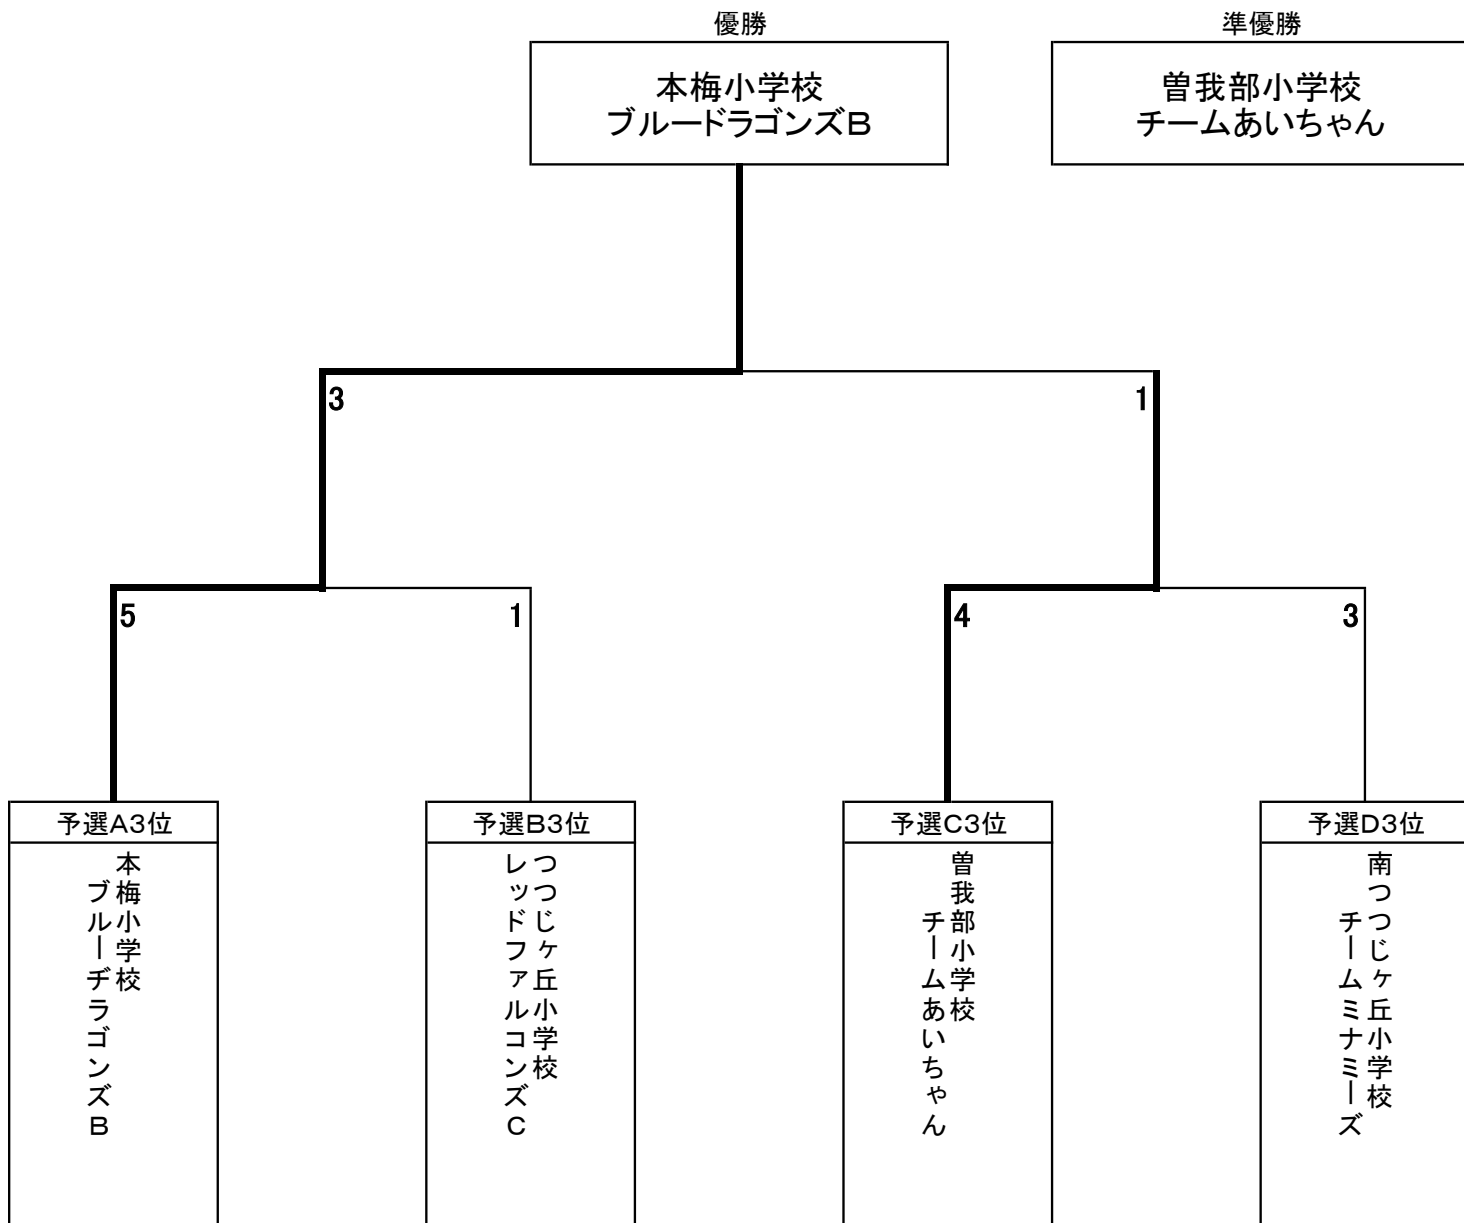 優勝
本梅小学校
ブルードラゴンズB
準優勝
曽我部小学校
チームあいちゃん
3
1
5
1
4
3
予選A3位
本梅小学校
ブルーヂラゴンズB
予選B3位
つつじヶ丘小学校
レッドファルコンズC
予選C3位
曽我部小学校
チームあいちゃん
予選D3位
南つつじヶ丘小学校
チームミナミーズ